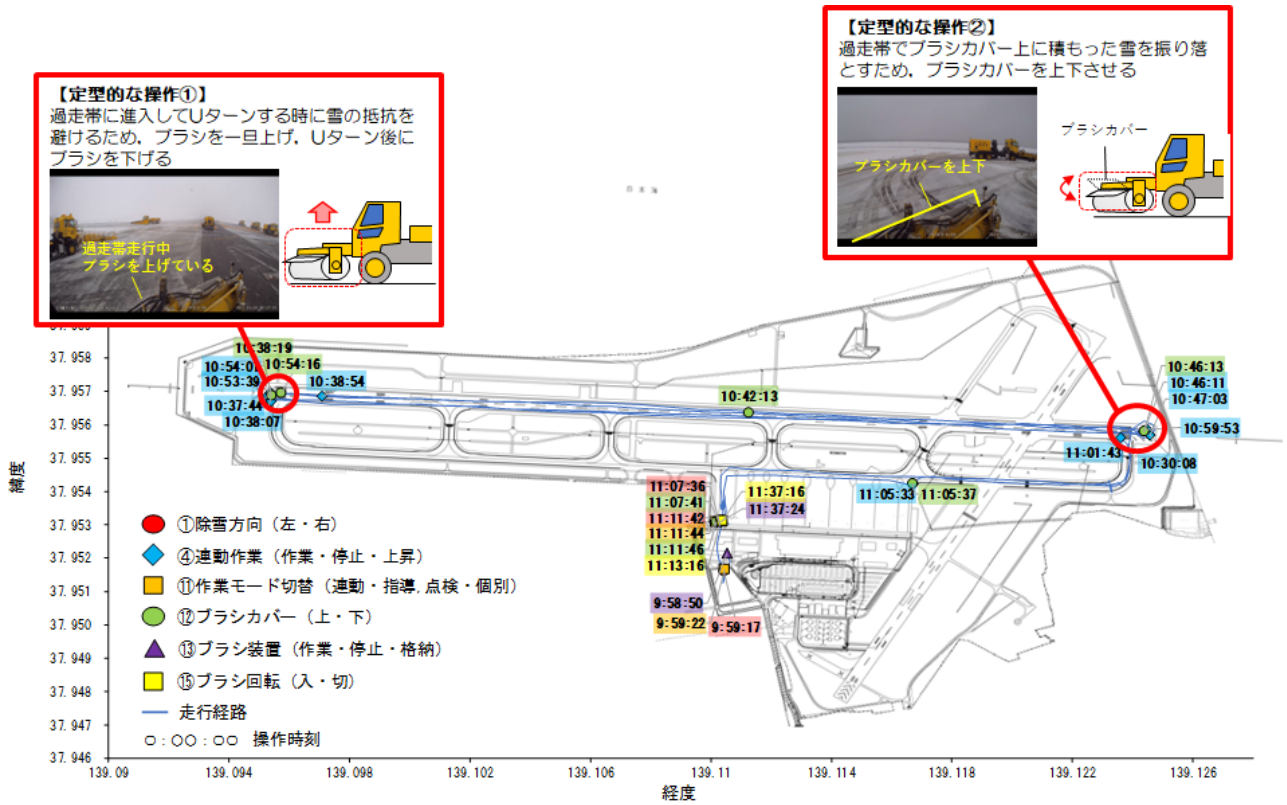 【定型的な操作①】
過走帯に進入してUターンする時に雪の抵抗を
避けるため，ブラシを一旦上げ，Uターン後に
ブラシを下げる
過走帯走行中
ブラシを上げている
【定型的な操作②】
過走帯でブラシカバー上に積もった雪を振り落
とすため，ブラシカバーを上下させる
ブラシカバーを上下
ブラシカバー
日本海
緯度
37.958
37.957
37.956
37.955
37.954
37.953
37.952
37.951
37.950
37.949
37.948
37.947
37.946
10:38:19
10:54:16
10:53:39
10:38:54
10:37:44
10:38:07
10:42:13
10:46:13
10:46:11
10:47:03
10:59:53
11:01:43
10:30:08
11:05:33
11:05:37
11:07:36
11:07:41
11:11:42
11:11:44
11:11:46
11:13:16
11:37:16
11:37:24
9:58:50
9:59:22
9:59:17
①除雪方向（左・右）
④連動作業（作業・停止・上昇）
⑪作業モード切替（連動・指導,点検・個別）
⑫ブラシカバー（上・下）
⑬ブラシ装置（作業・停止・格納）
⑮ブラシ回転（入・切）
走行経路
○:○○:○○ 操作時刻
139.09
139.094
139.098
139.102
139.106
139.11
139.114
139.118
139.122
139.126
経度